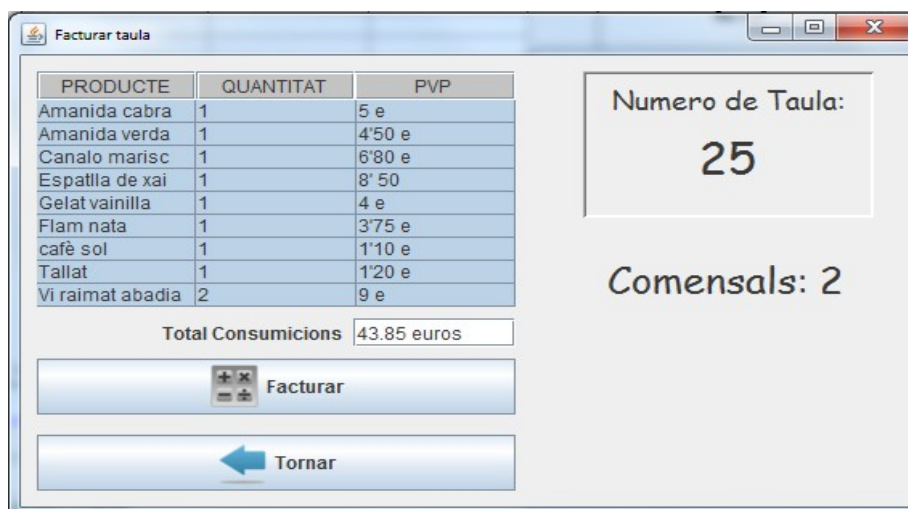 Facturar taula
PRODUCTE QUANTITAT PVP
Amanida cabra 1 5 e
Amanida verda 1 4'50 e
Canalo marisc 1 6'80 e
Espatlla de xai 1 8' 50
Gelat vainilla 1 4 e
Flam nata 1 3'75 e
cafè sol 1 1'10 e
Tallat 1 1'20 e
Vi raimat abadia 2 9 e
Total Consumicions 43.85 euros
Facturar
Tornar
Numero de Taula:
25
Comensals: 2